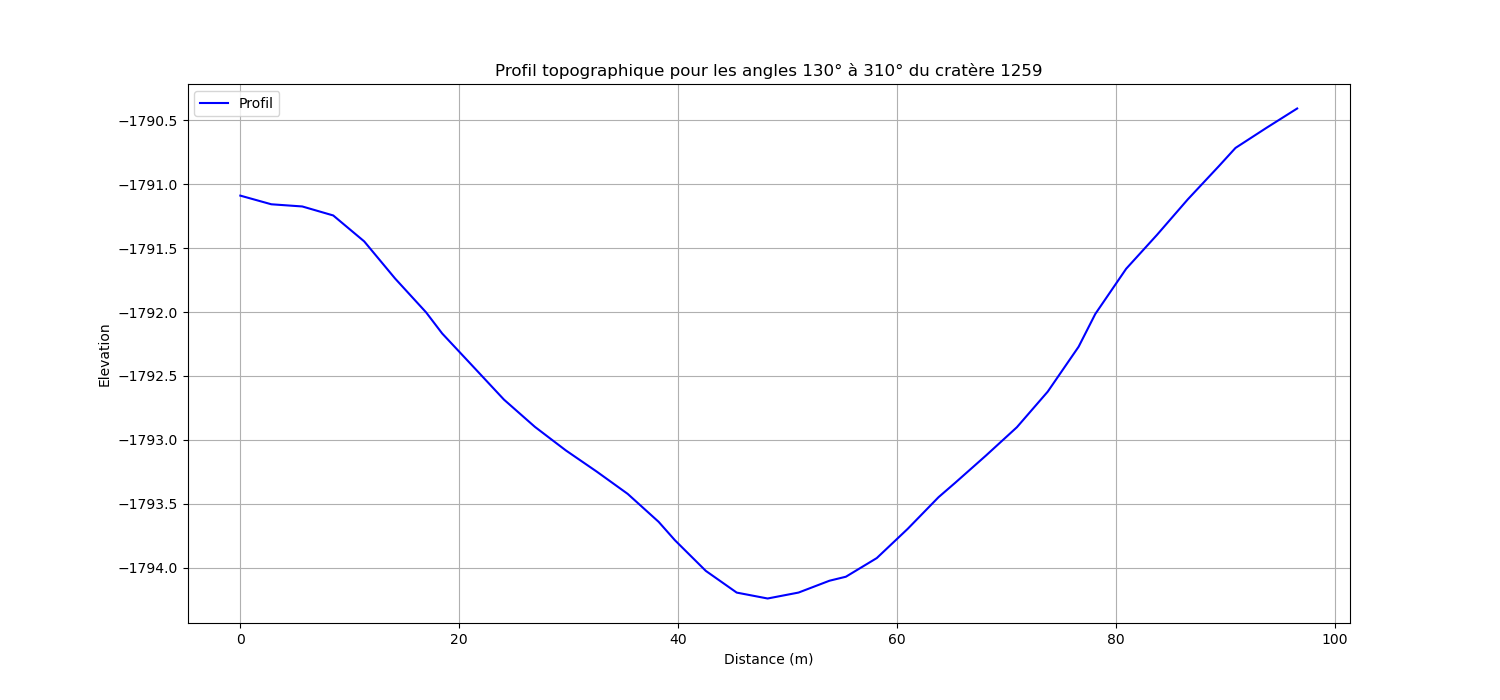 Profil topographique pour les angles 130° à 310° du cratère 1259
Profil
−1790.5
−1791.0
−1791.5
−1792.0
−1792.5
−1793.0
−1793.5
−1794.0
Elevation
0 20 40 60 80 100
Distance (m)